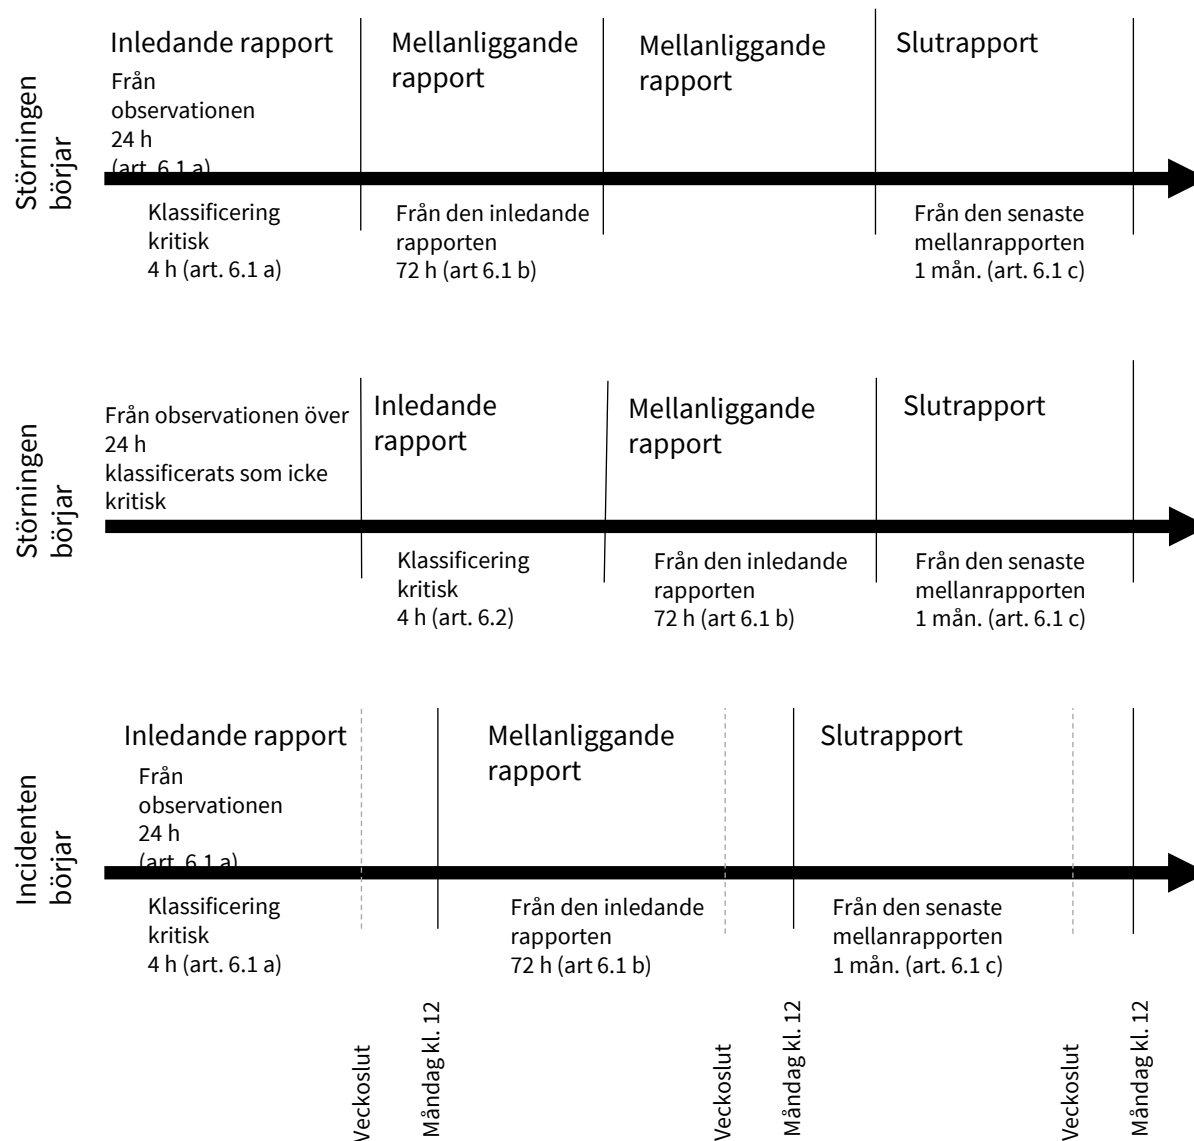 Störningen
börjar
Inledande rapport
Från
observationen
24 h
(art. 6.1 a)
Mellanliggande
rapport
Mellanliggande
rapport
Slutrapport
Klassificering
kritisk
4 h (art. 6.1 a)
Från den inledande
rapporten
72 h (art 6.1 b)
Från den senaste
mellanrapporten
1 mån. (art. 6.1 c)
Störningen
börjar
Från observationen över
24 h
klassificerats som icke
kritisk
Inledande
rapport
Mellanliggande
rapport
Slutrapport
Klassificering
kritisk
4 h (art. 6.2)
Från den inledande
rapporten
72 h (art 6.1 b)
Från den senaste
mellanrapporten
1 mån. (art. 6.1 c)
Incidenten
börjar
Inledande rapport
Från
observationen
24 h
(art. 6.1 a)
Mellanliggande
rapport
Slutrapport
Klassificering
kritisk
4 h (art. 6.1 a)
Från den inledande
rapporten
72 h (art 6.1 b)
Från den senaste
mellanrapporten
1 mån. (art. 6.1 c)
Veckoslut
Måndag kl. 12
Veckoslut
Måndag kl. 12
Veckoslut
Måndag kl. 12